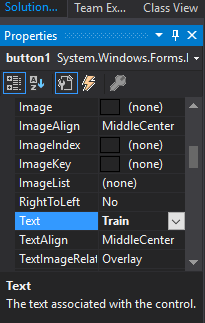 Solution... Team Ex... Class View
Properties
button1 System.Windows.Forms.I
Image (none)
ImageAlign MiddleCenter
ImageIndex (none)
ImageKey (none)
ImageList (none)
RightToLeft No
Text Train
TextAlign MiddleCenter
TextImageRelat Overlay
Text
The text associated with the control.